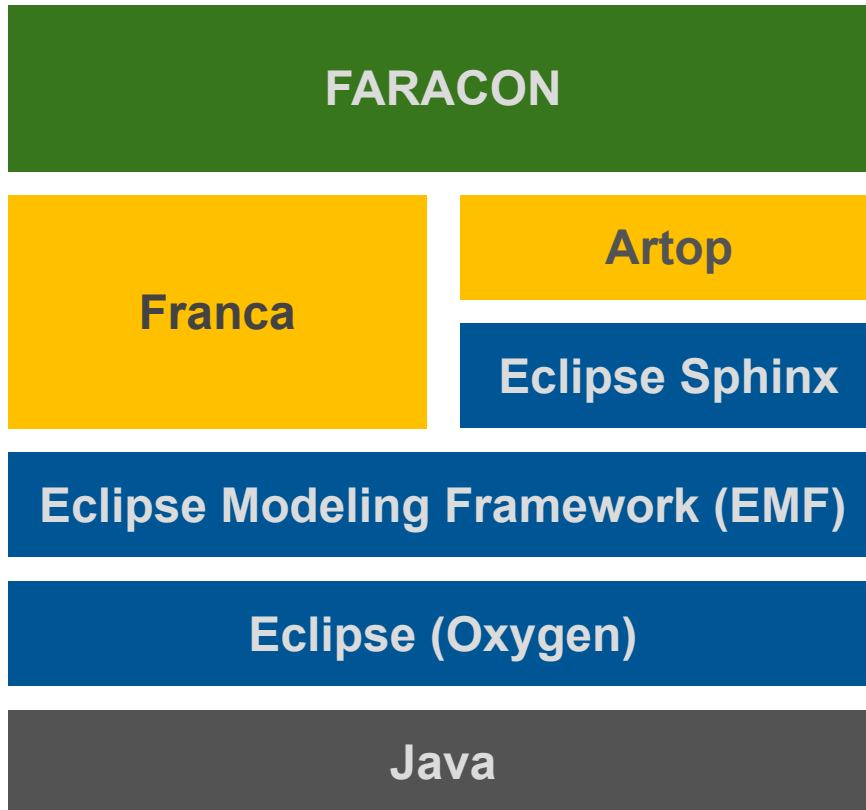 FARACON
Franca
Artop
Eclipse Sphinx
Eclipse Modeling Framework (EMF)
Eclipse (Oxygen)
Java